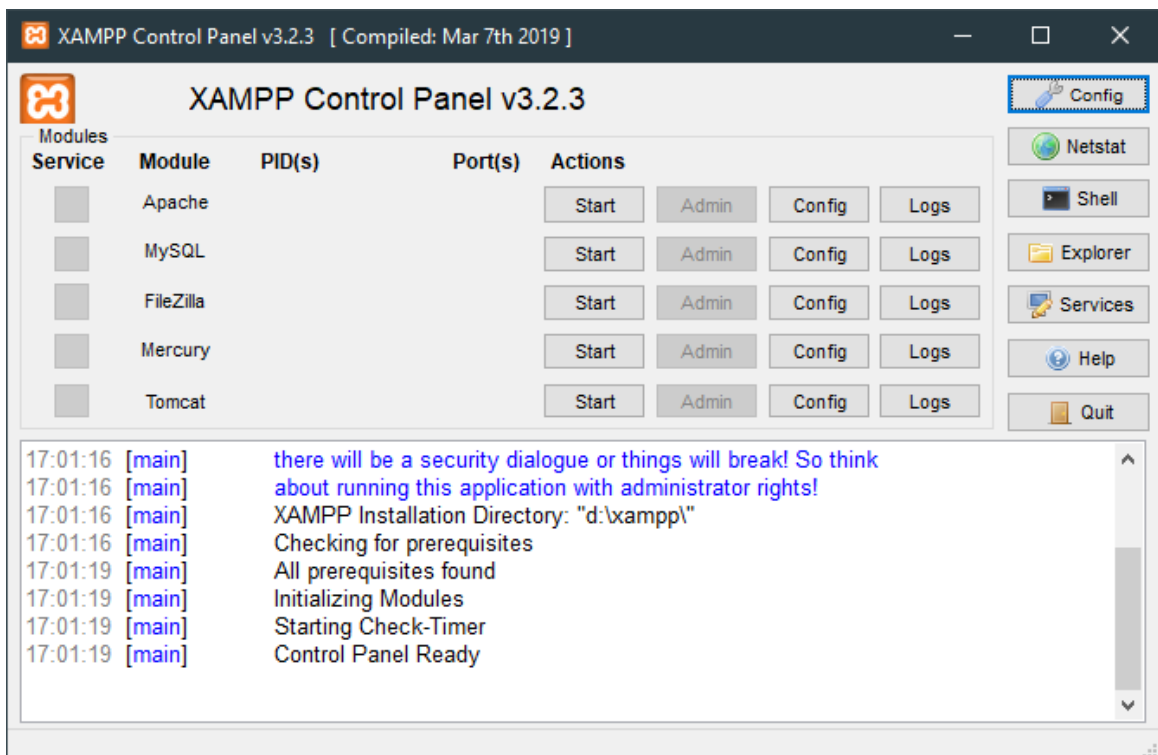 XAMPP Control Panel v3.2.3 [ Compiled: Mar 7th 2019 ]
XAMPP Control Panel v3.2.3
Config
Modules
Service Module PID(s) Port(s) Actions
Netstat
Apache Start Admin Config Logs
Shell
MySQL Start Admin Config Logs
Explorer
FileZilla Start Admin Config Logs
Services
Mercury Start Admin Config Logs
Help
Tomcat Start Admin Config Logs
Quit
17:01:16 [main] there will be a security dialogue or things will break! So think
17:01:16 [main] about running this application with administrator rights!
17:01:16 [main] XAMPP Installation Directory: "d:\xampp\"
17:01:16 [main] Checking for prerequisites
17:01:19 [main] All prerequisites found
17:01:19 [main] Initializing Modules
17:01:19 [main] Starting Check-Timer
17:01:19 [main] Control Panel Ready